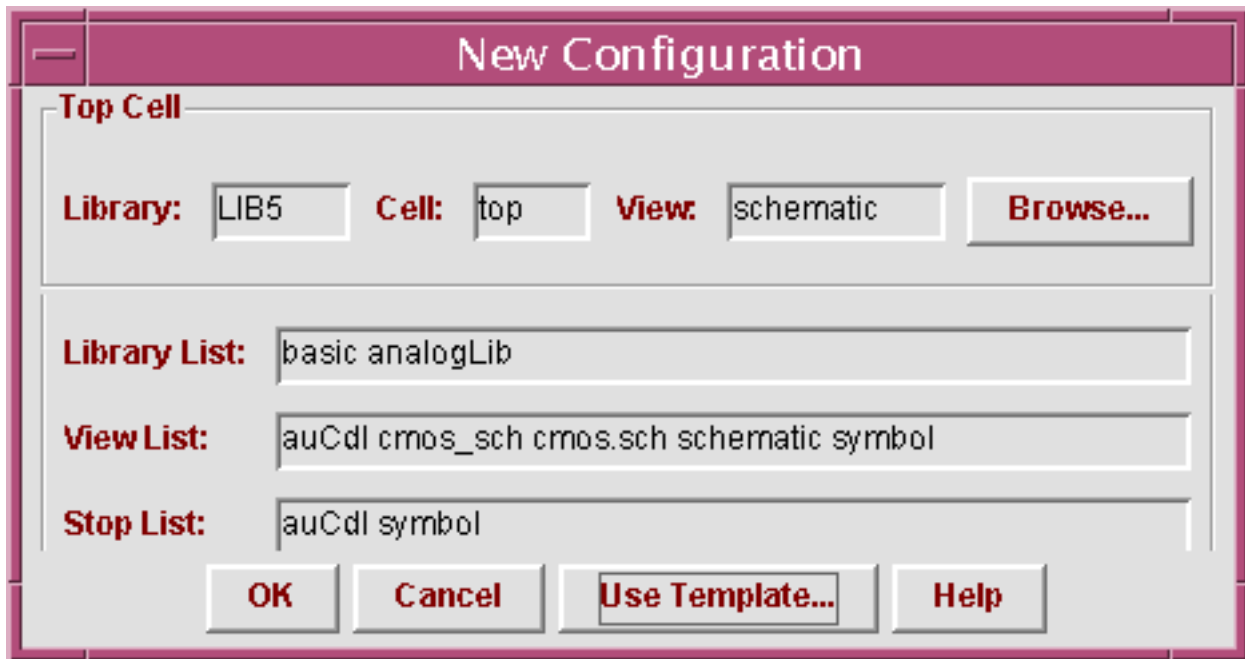 New Configuration
Top Cell
Library: LIB5 Cell: top View: schematic Browse...
Library List: basic analogLib
View List: auCdl cmos_sch cmos.sch schematic symbol
Stop List: auCdl symbol
OK Cancel Use Template... Help